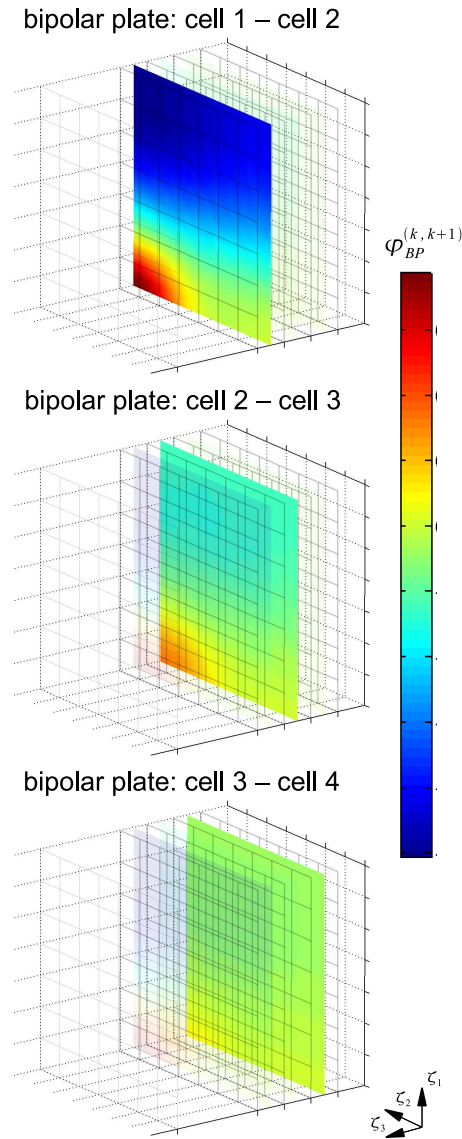 bipolar plate: cell 1 – cell 2
φ_BP^(k, k+1)
bipolar plate: cell 2 – cell 3
bipolar plate: cell 3 – cell 4
ζ₁
ζ₂
ζ₃